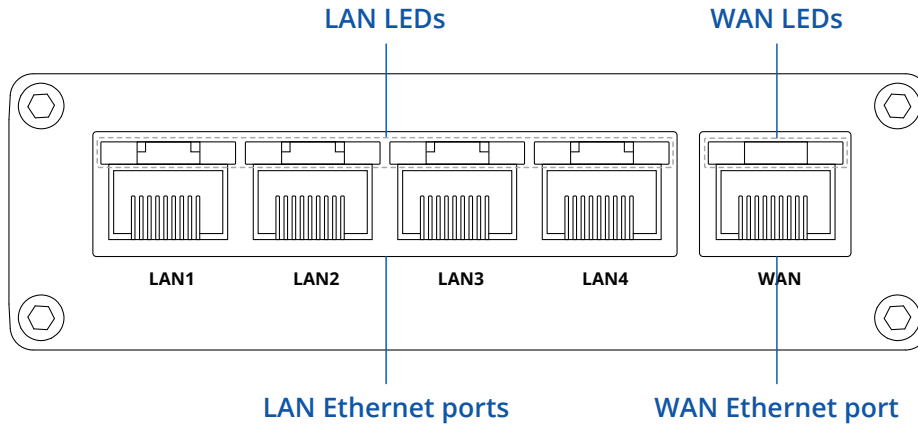 LAN LEDs WAN LEDs
LAN1 LAN2 LAN3 LAN4 WAN
LAN Ethernet ports WAN Ethernet port